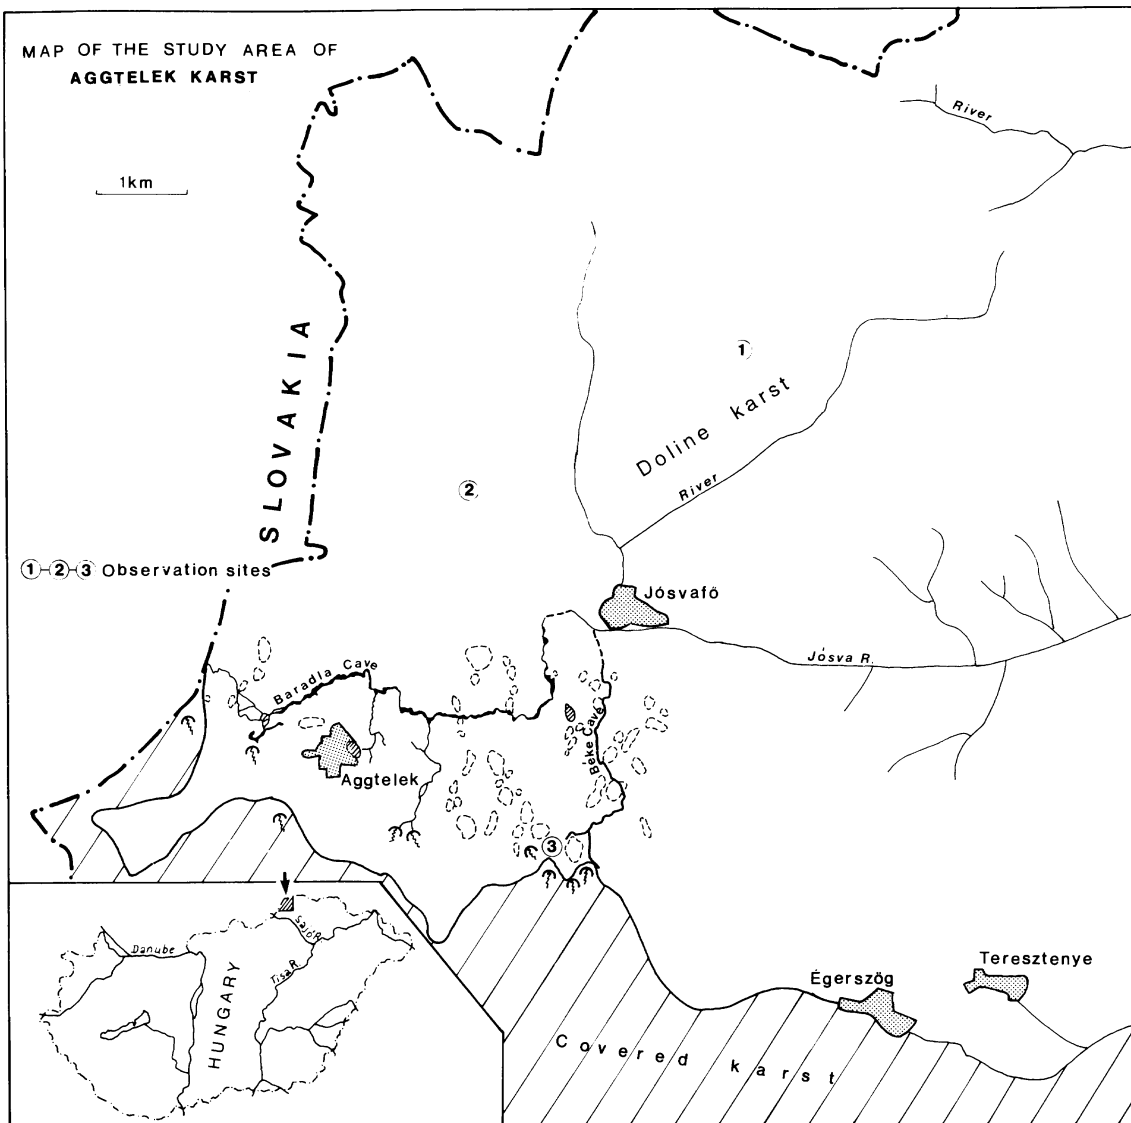 MAP OF THE STUDY AREA OF
AGGTELEK KARST
River
1km
SLOVAKIA
1
Doline karst
River
2
1-2-3 Observation sites
Jósvafő
Jósva R.
Baradla Cave
Béke Cave
Aggtelek
3
Danube
Sajó R.
Tisa R.
HUNGARY
Teresztenye
Égerszög
Covered karst